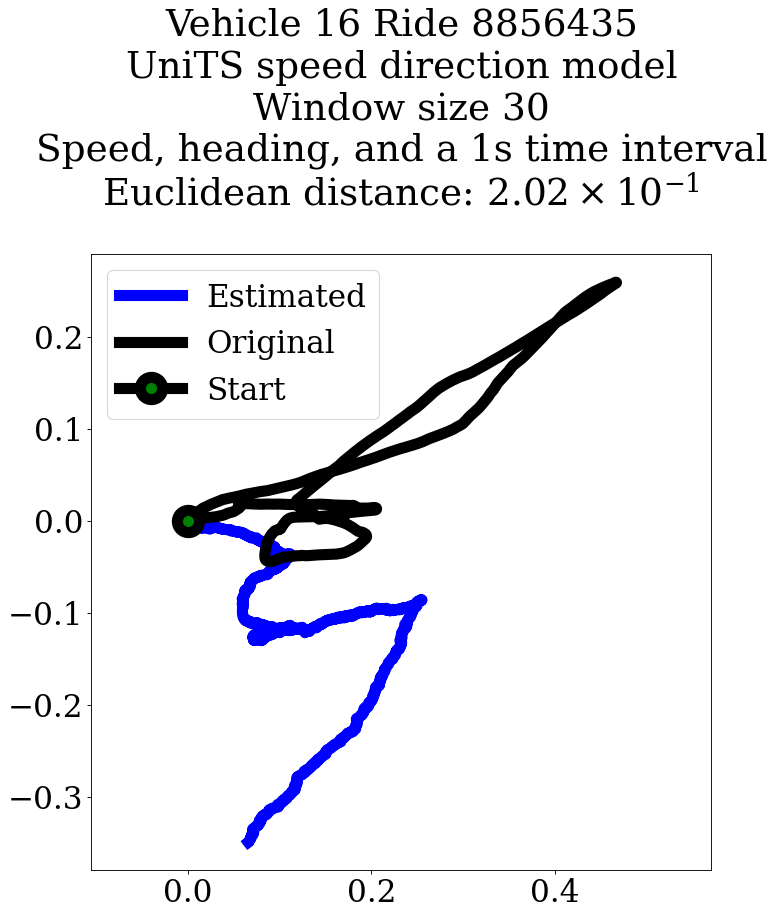 Vehicle 16 Ride 8856435
UniTS speed direction model
Window size 30
Speed, heading, and a 1s time interval
Euclidean distance: 2.02 × 10⁻¹
Estimated
Original
Start
0.2
0.1
0.0
−0.1
−0.2
−0.3
0.0 0.2 0.4